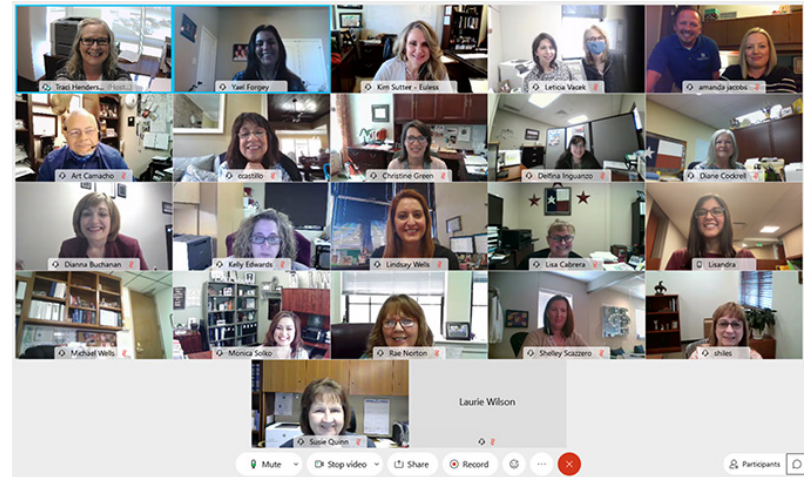 Traci Henders... (Host...
Yael Forgey
Kim Sutter - Euless
Leticia Vacek
amanda jacobs
Art Camacho
ccastillo
Christine Green
Delfina Inguanzo
Diane Cockrell
Dianna Buchanan
Kelly Edwards
Lindsay Wells
Lisa Cabrera
Lisandra
Michael Wells
Monica Solko
Rae Norton
Shelley Scazzero
shiles
Susie Quinn
Laurie Wilson
Mute
Stop video
Share
Record
Participants